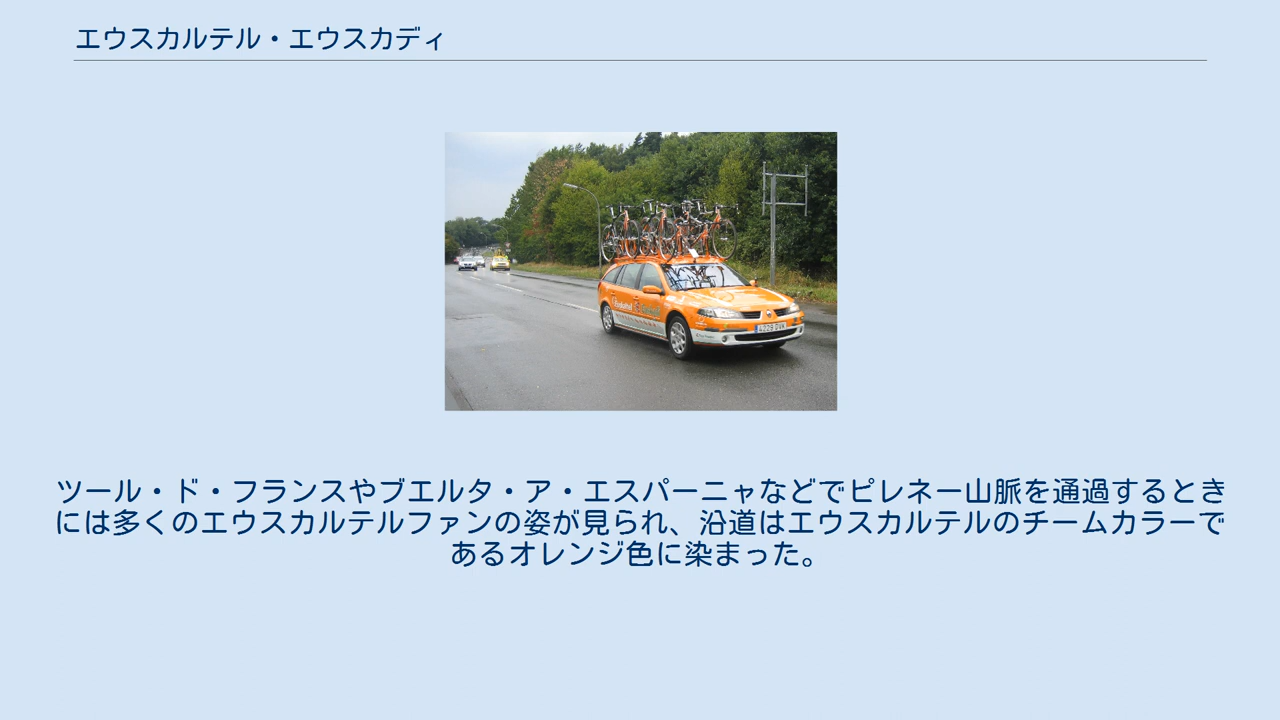 エウスカルテル・エウスカディ
ツール・ド・フランスやブエルタ・ア・エスパーニャなどでピレネー山脈を通過するとき
には多くのエウスカルテルファンの姿が見られ、沿道はエウスカルテルのチームカラーで
あるオレンジ色に染まった。